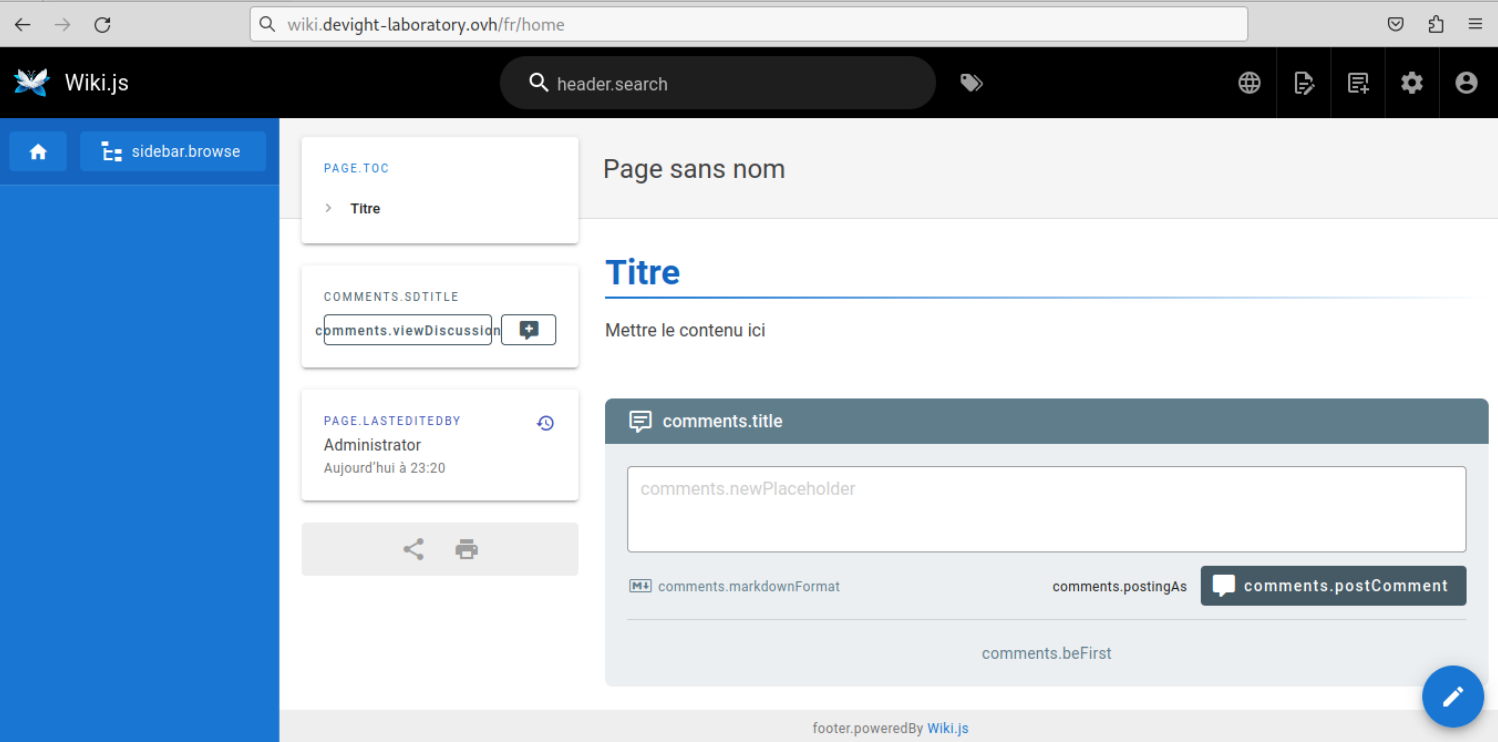 wiki.devight-laboratory.ovh/fr/home
Wiki.js
header.search
sidebar.browse
PAGE.TOC
Titre
COMMENTS.SDTITLE
comments.viewDiscussion
PAGE.LASTEDITEDBY
Administrator
Aujourd'hui à 23:20
Page sans nom
Titre
Mettre le contenu ici
comments.title
comments.newPlaceholder
M comments.markdownFormat
comments.postingAs
comments.postComment
comments.beFirst
footer.poweredBy Wiki.js